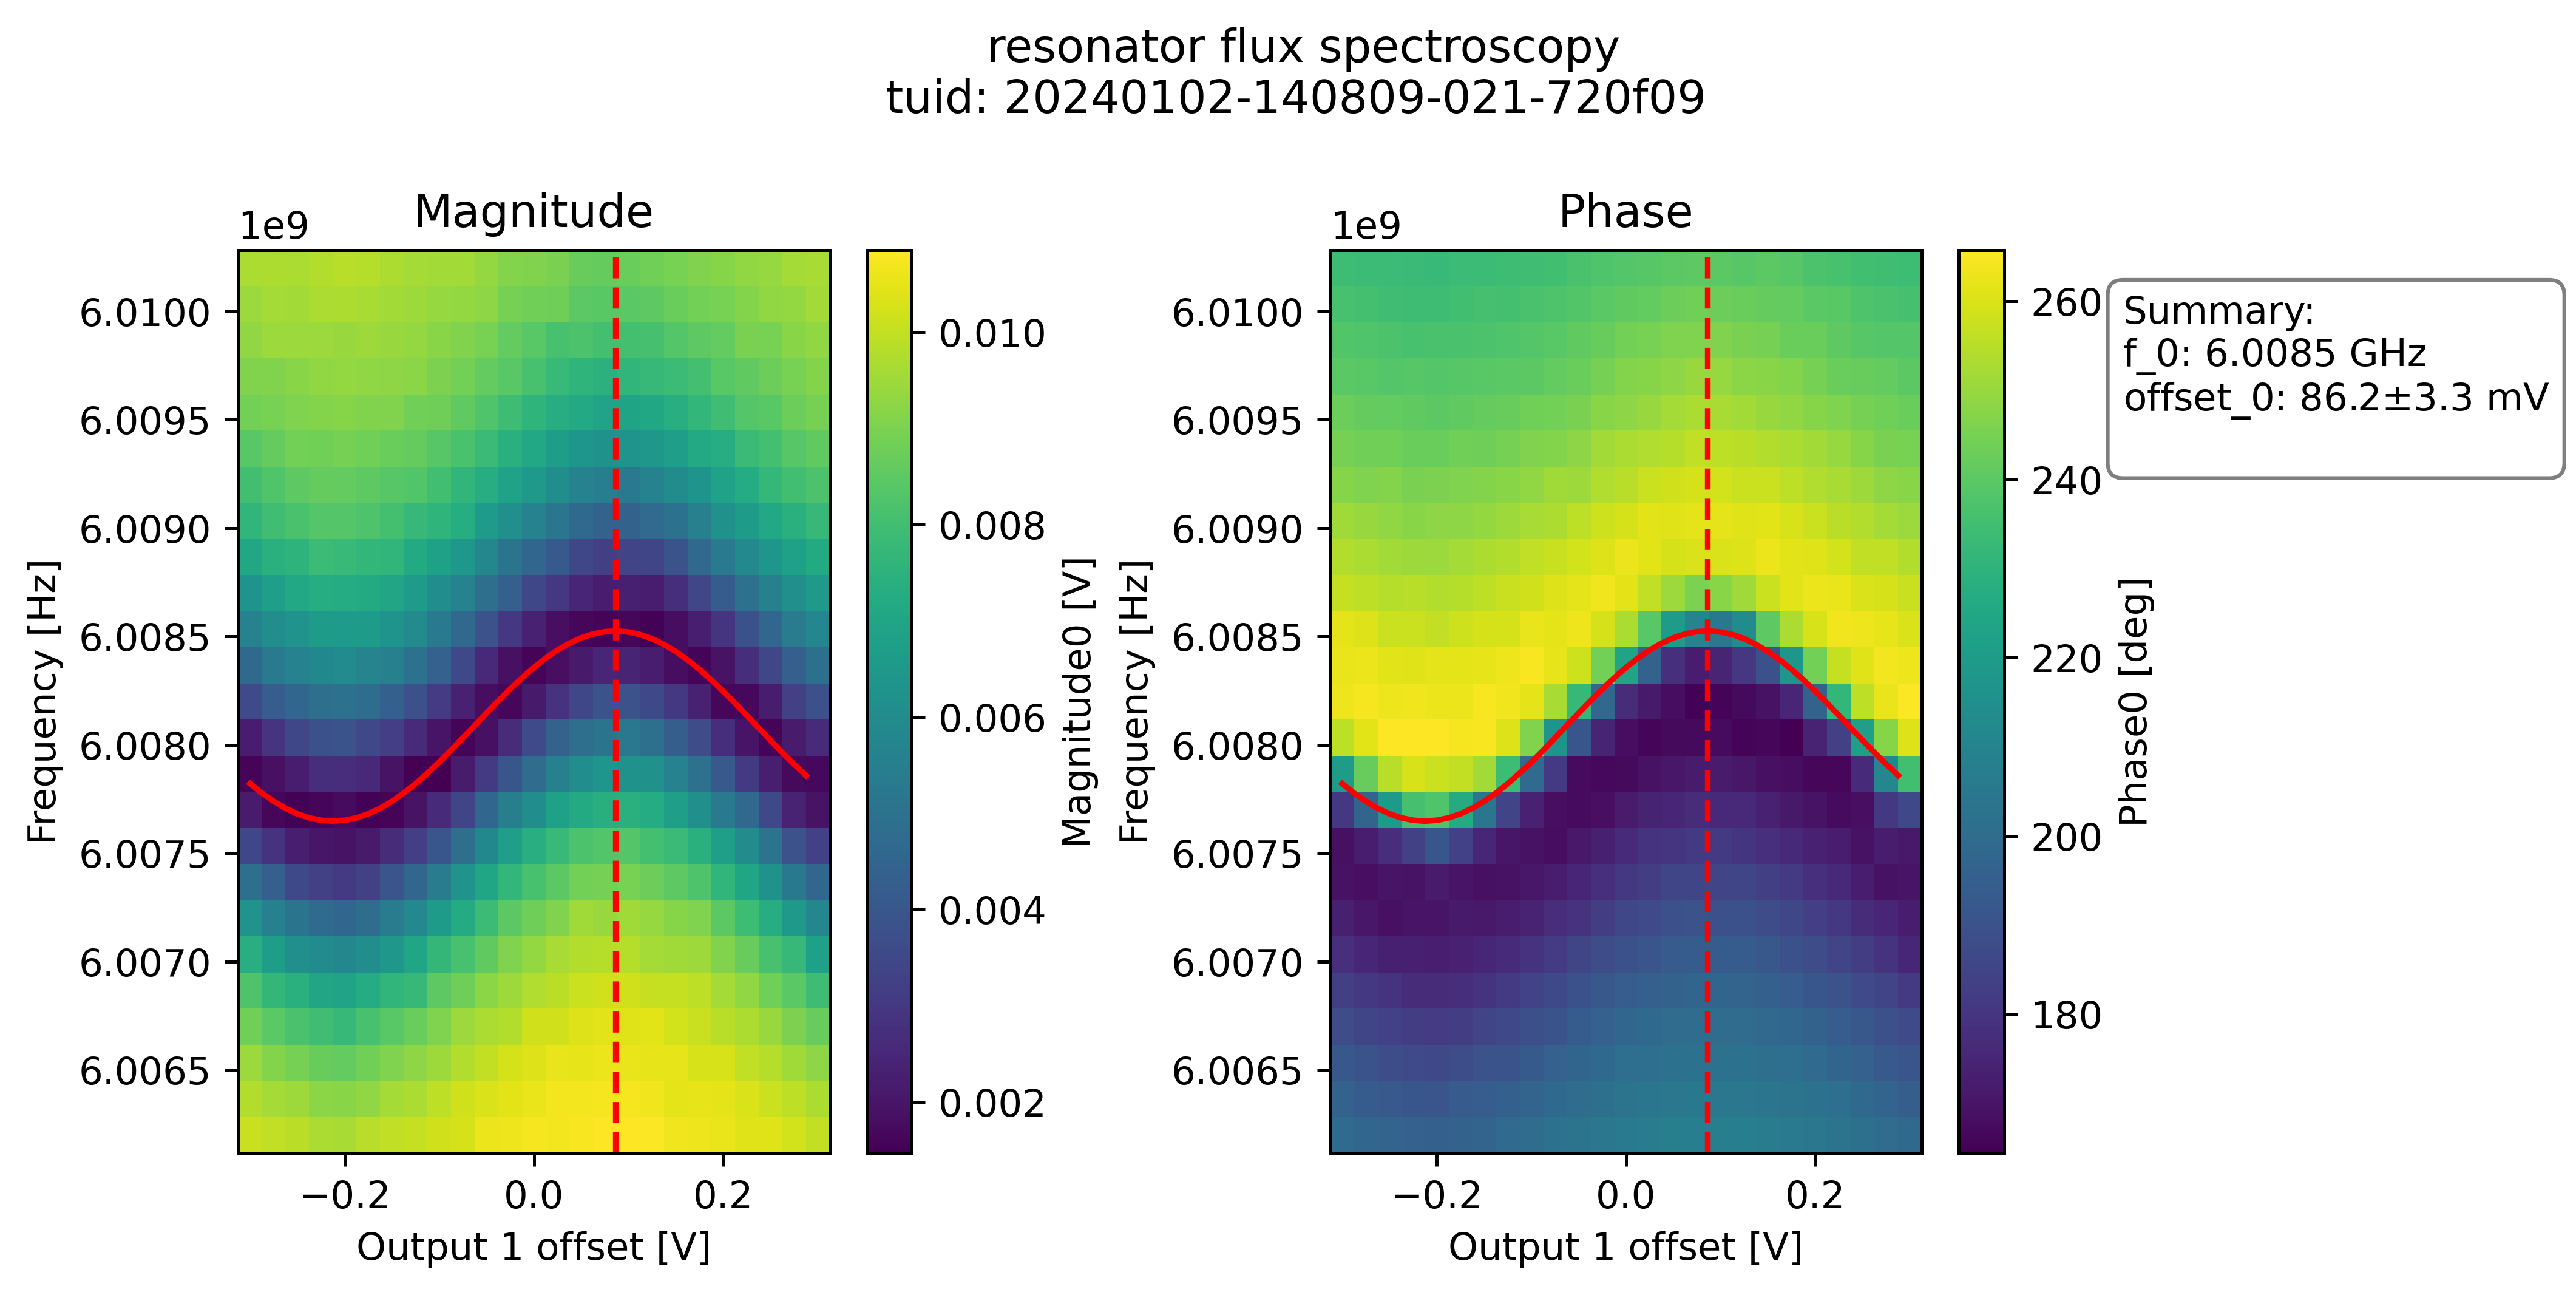 resonator flux spectroscopy
tuid: 20240102-140809-021-720f09
Magnitude
1e9
6.0100
6.0095
6.0090
6.0085
6.0080
6.0075
6.0070
6.0065
Frequency [Hz]
−0.2
0.0
0.2
Output 1 offset [V]
0.010
0.008
0.006
0.004
0.002
Magnitude0 [V]
Phase
1e9
6.0100
6.0095
6.0090
6.0085
6.0080
6.0075
6.0070
6.0065
Frequency [Hz]
−0.2
0.0
0.2
Output 1 offset [V]
260
240
220
200
180
Phase0 [deg]
Summary:
f_0: 6.0085 GHz
offset_0: 86.2±3.3 mV